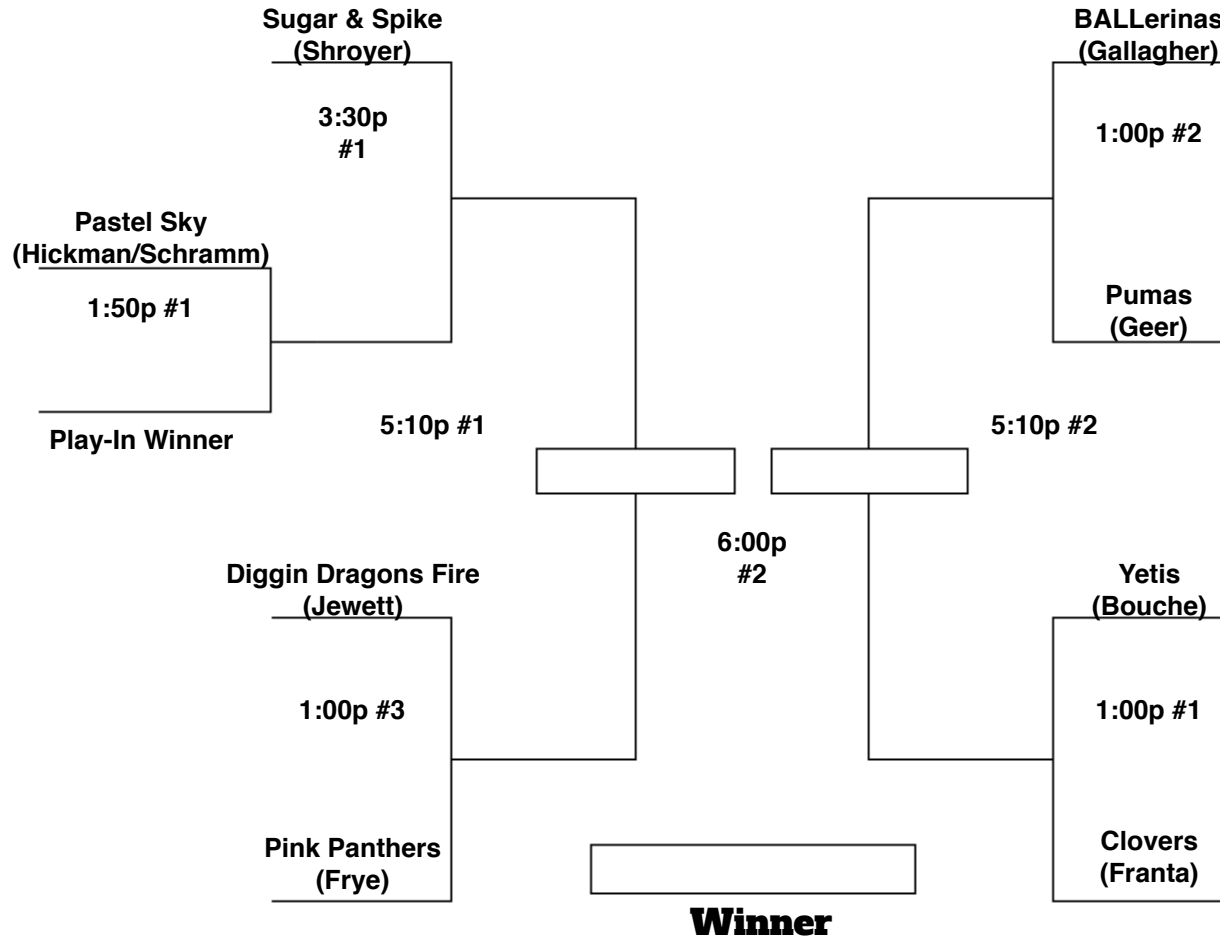 Sugar & Spike
(Shroyer)
3:30p
#1
Pastel Sky
(Hickman/Schramm)
1:50p #1
Play-In Winner
5:10p #1
Diggin Dragons Fire
(Jewett)
1:00p #3
Pink Panthers
(Frye)
BALLerinas
(Gallagher)
1:00p #2
Pumas
(Geer)
5:10p #2
6:00p
#2
Yetis
(Bouche)
1:00p #1
Clovers
(Franta)
Winner